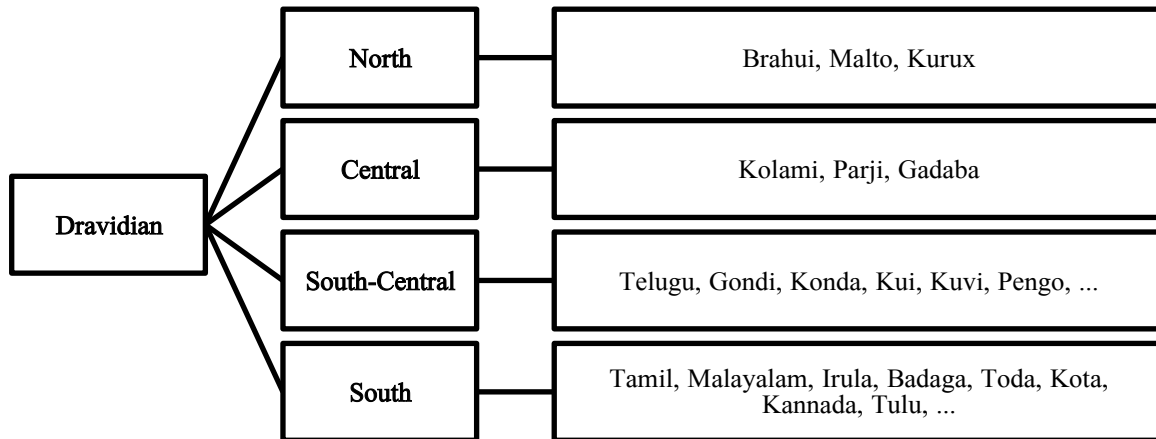 North
Brahui, Malto, Kurux
Central
Kolami, Parji, Gadaba
Dravidian
South-Central
Telugu, Gondi, Konda, Kui, Kuvi, Pengo, ...
South
Tamil, Malayalam, Irula, Badaga, Toda, Kota,
Kannada, Tulu, ...